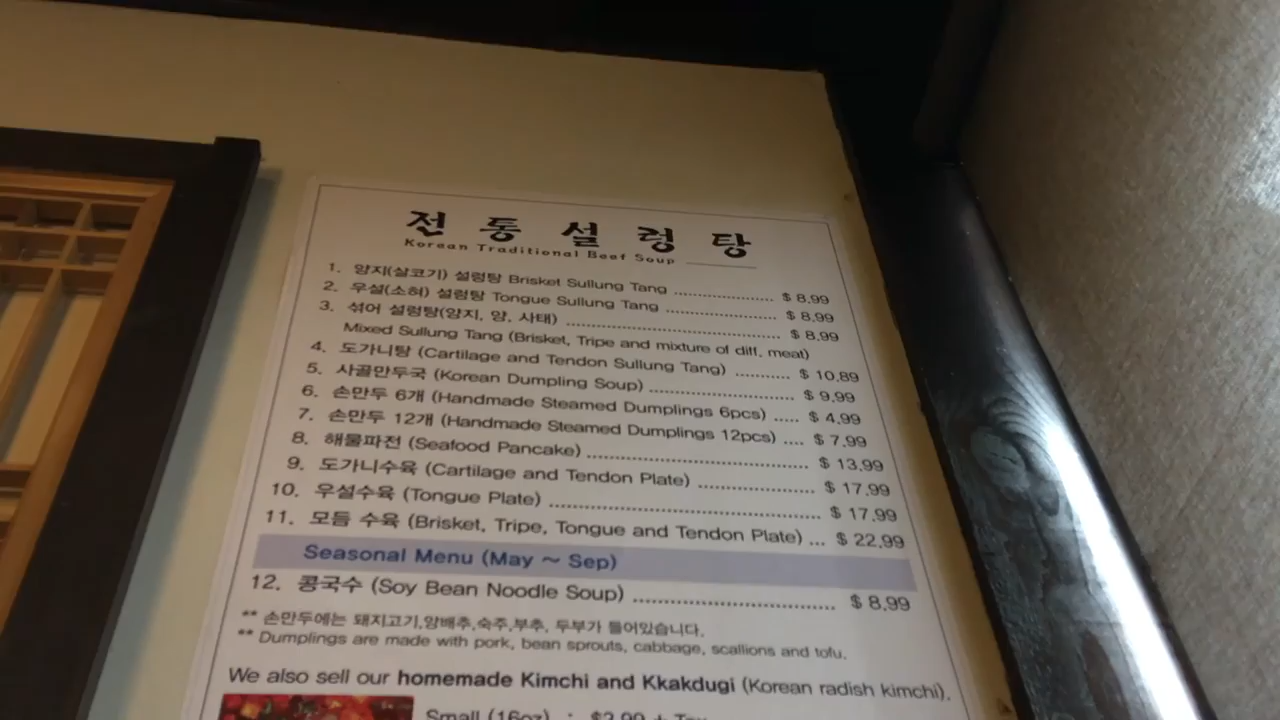 전통설렁탕
Korean Traditional Beef Soup
1. 양지(살코기) 설렁탕 Brisket Sullung Tang ............ $ 8.99
2. 우설(소혀) 설렁탕 Tongue Sullung Tang ............ $ 8.99
3. 섞어 설렁탕(양지, 양, 사태) ............ $ 8.99
Mixed Sullung Tang (Brisket, Tripe and mixture of diff. meat)
4. 도가니탕 (Cartilage and Tendon Sullung Tang) ............ $ 10.89
5. 사골만두국 (Korean Dumpling Soup) ............ $ 9.99
6. 손만두 6개 (Handmade Steamed Dumplings 6pcs) ..... $ 4.99
7. 손만두 12개 (Handmade Steamed Dumplings 12pcs) .... $ 7.99
8. 해물파전 (Seafood Pancake) ............ $ 13.99
9. 도가니수육 (Cartilage and Tendon Plate) ............ $ 17.99
10. 우설수육 (Tongue Plate) ............ $ 17.99
11. 모듬 수육 (Brisket, Tripe, Tongue and Tendon Plate) ... $ 22.99
Seasonal Menu (May ~ Sep)
12. 콩국수 (Soy Bean Noodle Soup) ............ $ 8.99
** 손만두에는 돼지고기,양배추,숙주,부추, 두부가 들어있습니다.
** Dumplings are made with pork, bean sprouts, cabbage, scallions and tofu.
We also sell our homemade Kimchi and Kkakdugi (Korean radish kimchi).
Small (16oz) : $3.99 + Tax